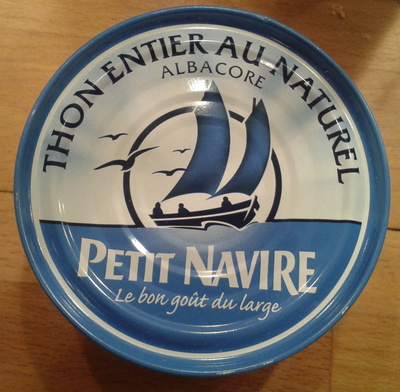 THON ENTIER AU NATUREL
ALBACORE
PETIT NAVIRE
Le bon goût du large